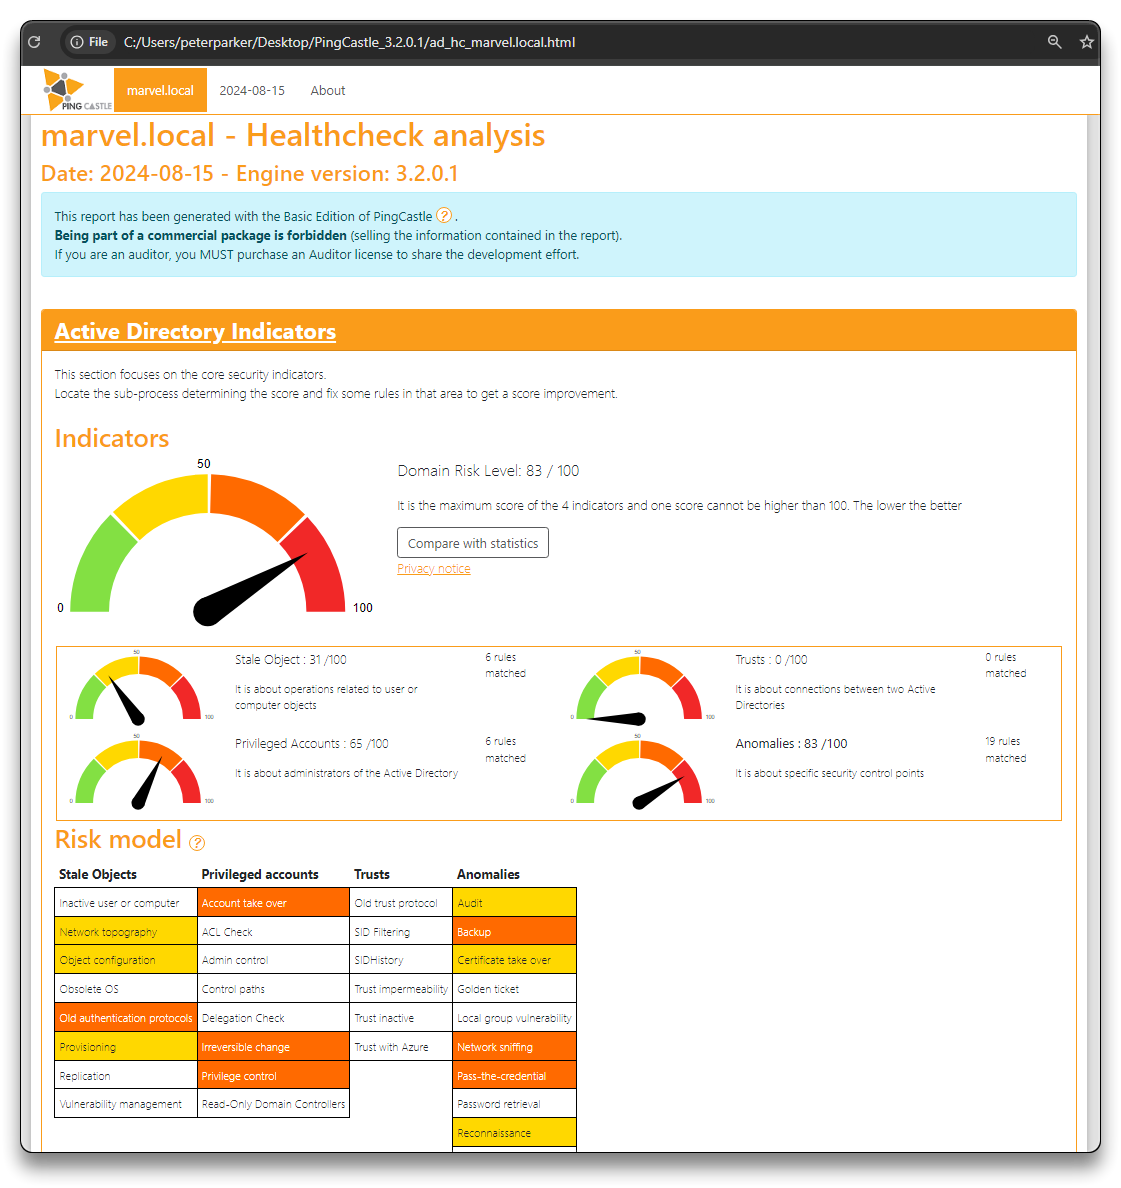 File
C:/Users/peterparker/Desktop/PingCastle_3.2.0.1/ad_hc_marvel.local.html
PING CASTLE
marvel.local
2024-08-15
About
marvel.local - Healthcheck analysis
Date: 2024-08-15 - Engine version: 3.2.0.1
This report has been generated with the Basic Edition of PingCastle ? .
Being part of a commercial package is forbidden (selling the information contained in the report).
If you are an auditor, you MUST purchase an Auditor license to share the development effort.
Active Directory Indicators
This section focuses on the core security indicators.
Locate the sub-process determining the score and fix some rules in that area to get a score improvement.
Indicators
50
0
100
Domain Risk Level: 83 / 100
It is the maximum score of the 4 indicators and one score cannot be higher than 100. The lower the better
Compare with statistics
Privacy notice
50
0
100
Stale Object : 31 /100
It is about operations related to user or
computer objects
6 rules
matched
50
0
100
Trusts : 0 /100
It is about connections between two Active
Directories
0 rules
matched
50
0
100
Privileged Accounts : 65 /100
It is about administrators of the Active Directory
6 rules
matched
50
0
100
Anomalies : 83 /100
It is about specific security control points
19 rules
matched
Risk model ?
Stale Objects
Privileged accounts
Trusts
Anomalies
Inactive user or computer
Account take over
Old trust protocol
Audit
Network topography
ACL Check
SID Filtering
Backup
Object configuration
Admin control
SIDHistory
Certificate take over
Obsolete OS
Control paths
Trust impermeability
Golden ticket
Old authentication protocols
Delegation Check
Trust inactive
Local group vulnerability
Provisioning
Irreversible change
Trust with Azure
Network sniffing
Replication
Privilege control
Pass-the-credential
Vulnerability management
Read-Only Domain Controllers
Password retrieval
Reconnaissance